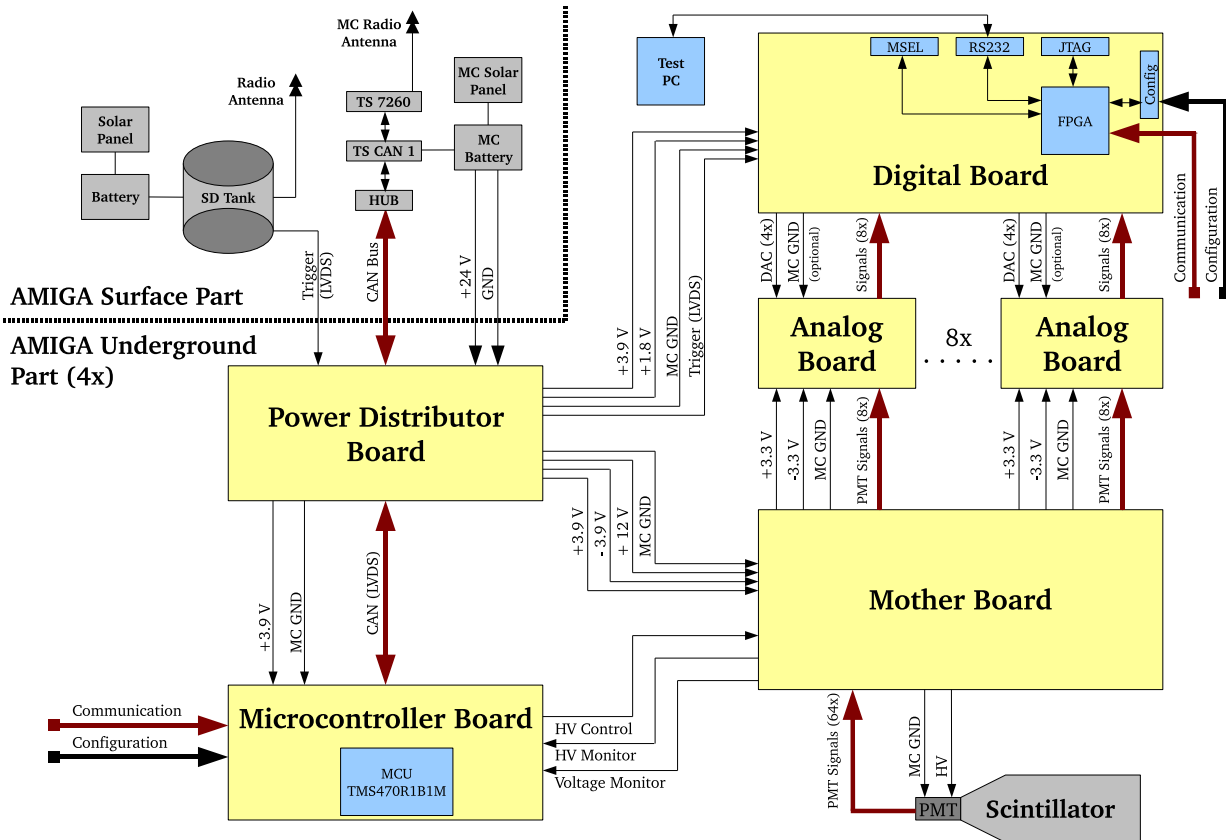 MC Radio
Antenna
Radio
Antenna
Solar
Panel
Battery
SD Tank
TS 7260
TS CAN 1
HUB
MC Solar
Panel
MC
Battery
Trigger
(LVDS)
CAN Bus
+24 V
GND
AMIGA Surface Part
AMIGA Underground
Part (4x)
Test
PC
MSEL
RS232
JTAG
Config
FPGA
Digital Board
Communication
Configuration
+3.9 V
+1.8 V
MC GND
Trigger (LVDS)
DAC (4x)
MC GND
(optional)
Signals (8x)
DAC (4x)
MC GND
(optional)
Signals (8x)
Analog
Board
8x
. . . . .
Analog
Board
Power Distributor
Board
+3.3 V
-3.3 V
MC GND
PMT Signals (8x)
+3.3 V
-3.3 V
MC GND
PMT Signals (8x)
+3.9 V
-3.9 V
+ 12 V
MC GND
Mother Board
+3.9 V
MC GND
CAN (LVDS)
Communication
Configuration
Microcontroller Board
MCU
TMS470R1B1M
HV Control
HV Monitor
Voltage Monitor
PMT Signals (64x)
MC GND
HV
PMT
Scintillator